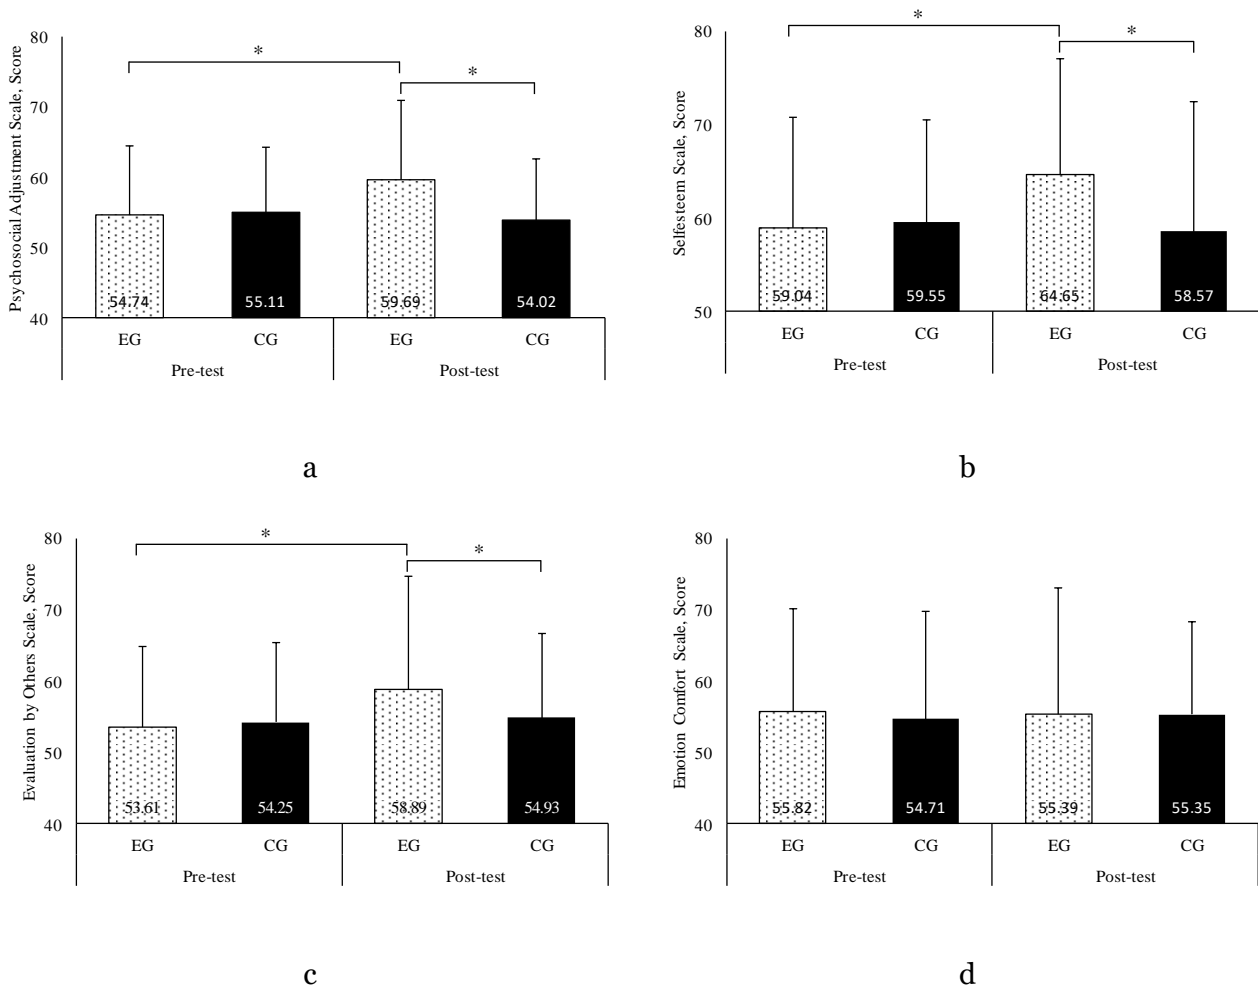 Psychosocial Adjustment Scale, Score
80
70
60
50
40
*
*
54.74
55.11
59.69
54.02
EG
CG
EG
CG
Pre-test
Post-test
a
Selfesteem Scale, Score
80
70
60
50
*
*
59.04
59.55
64.65
58.57
EG
CG
EG
CG
Pre-test
Post-test
b
Evaluation by Others Scale, Score
80
70
60
50
40
*
*
53.61
54.25
58.89
54.93
EG
CG
EG
CG
Pre-test
Post-test
c
Emotion Comfort Scale, Score
80
70
60
50
40
55.82
54.71
55.39
55.35
EG
CG
EG
CG
Pre-test
Post-test
d